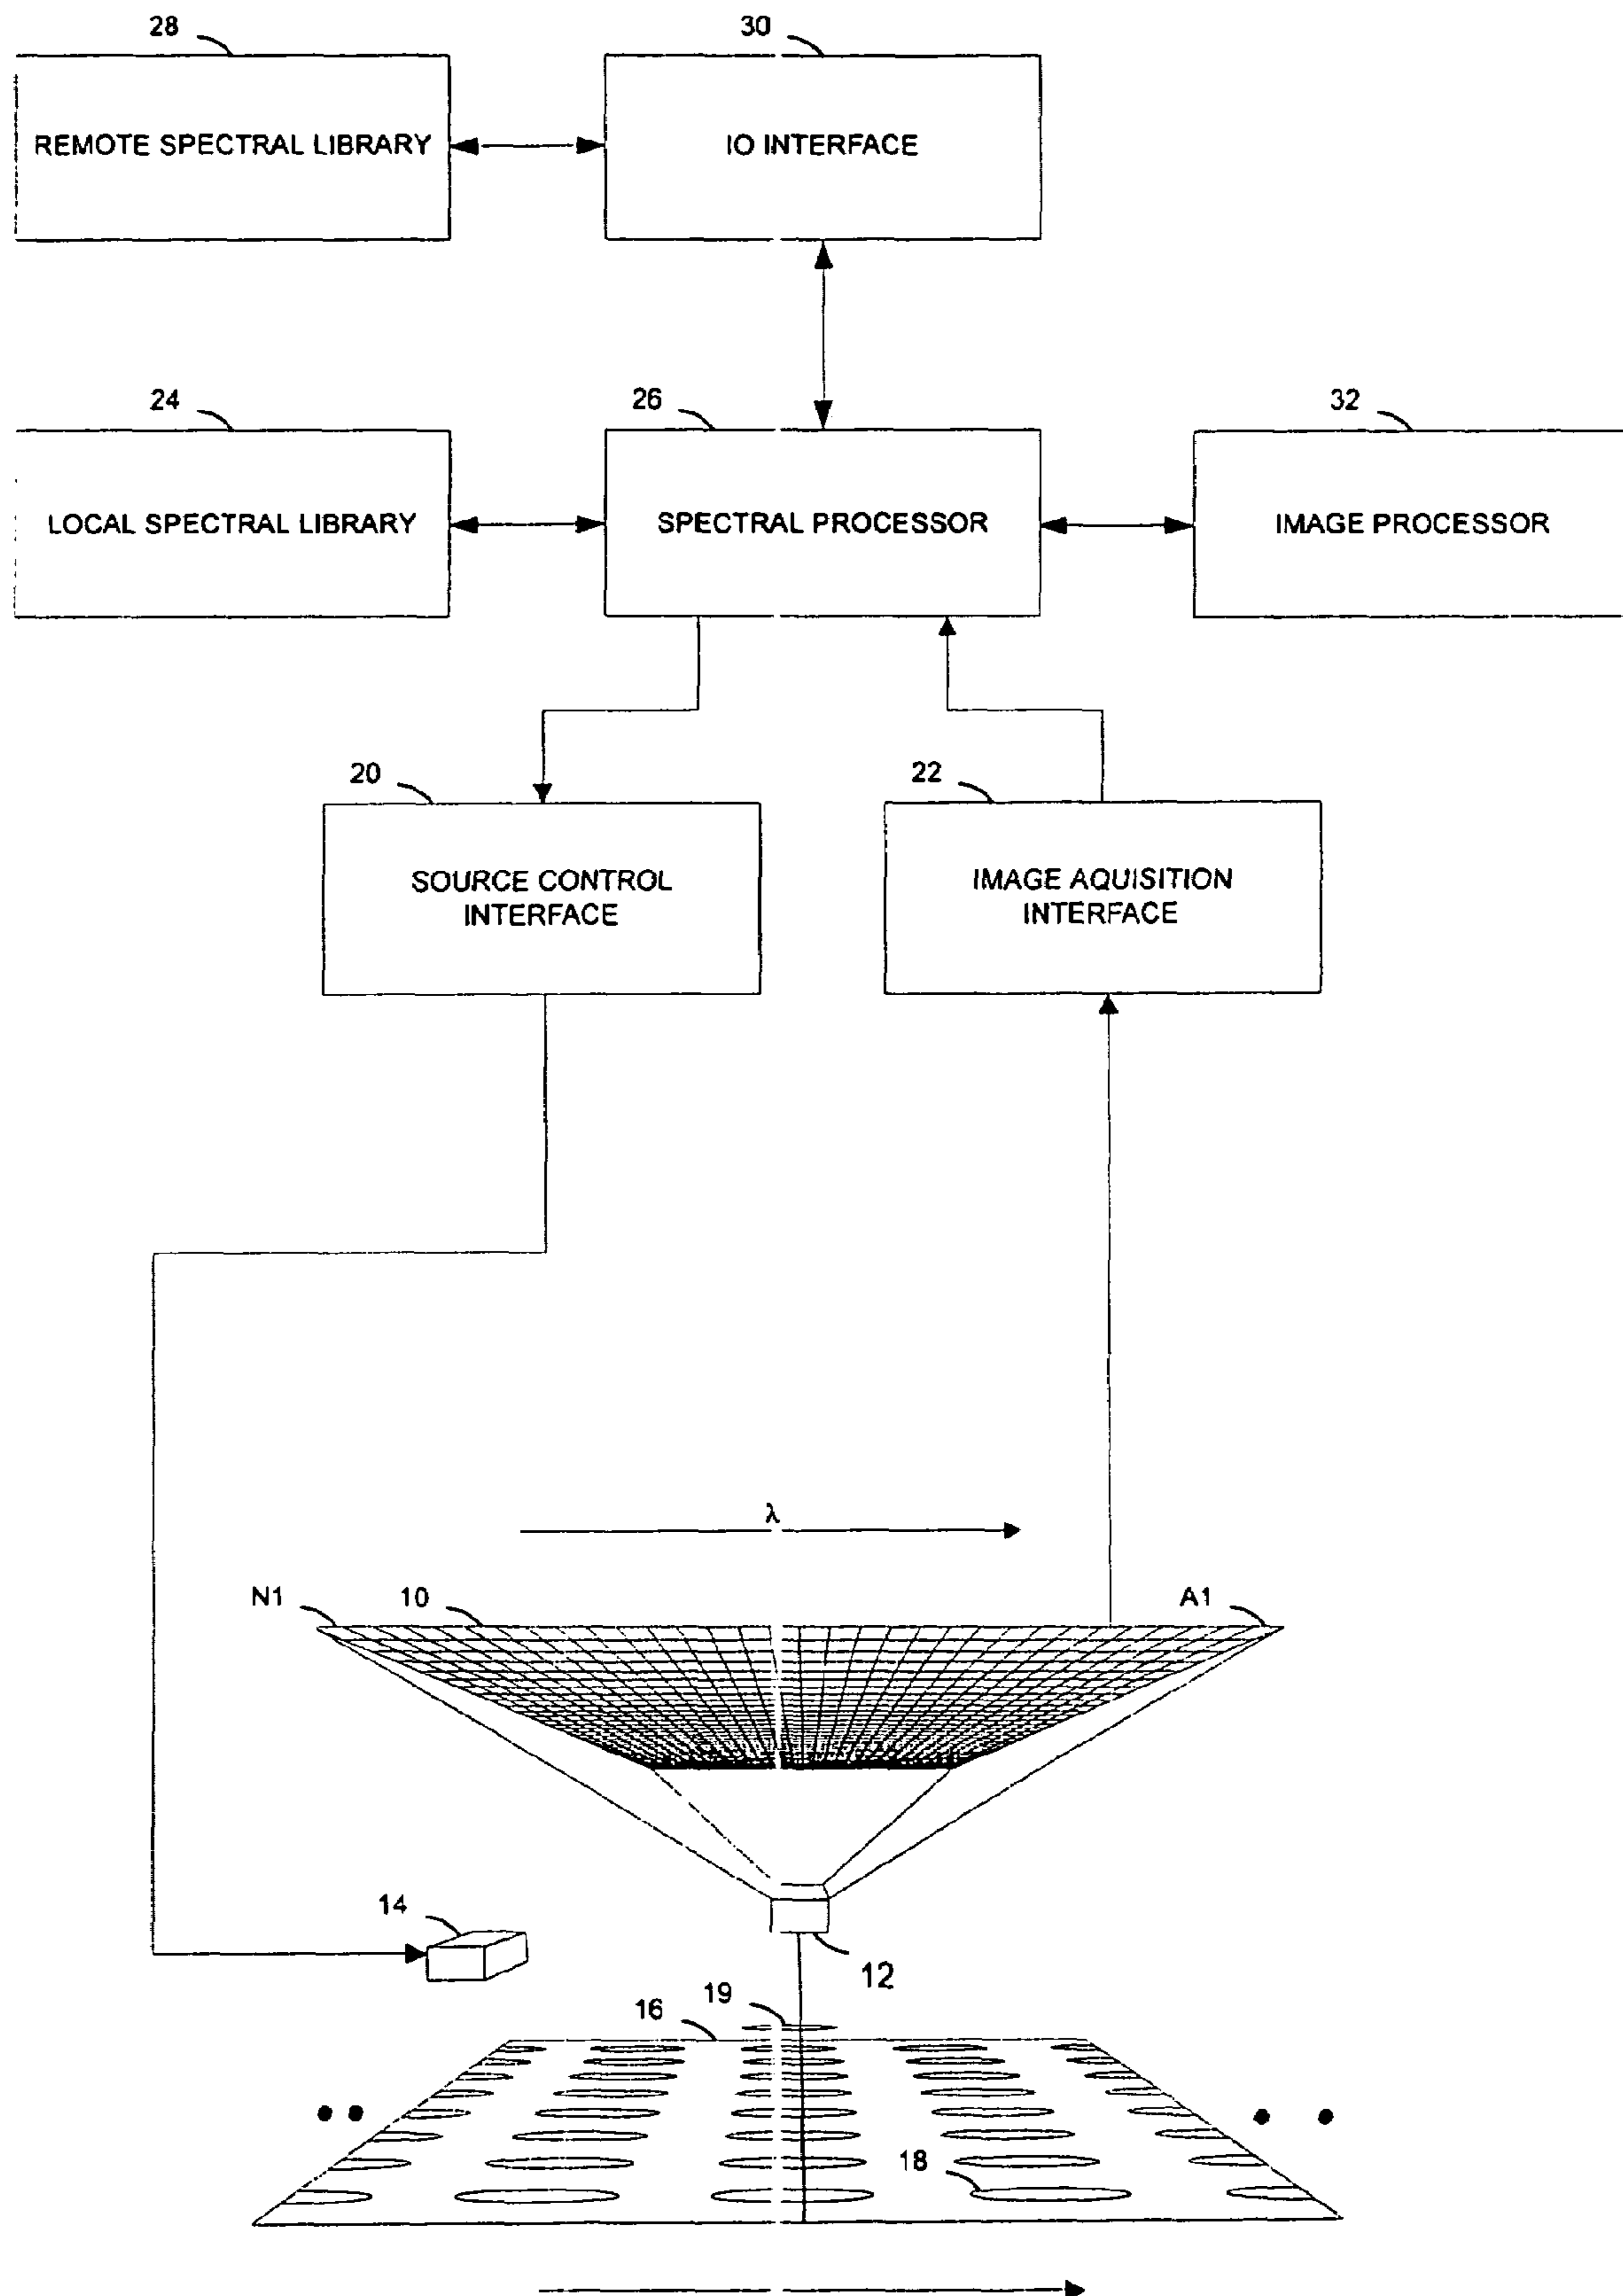 28
30
REMOTE SPECTRAL LIBRARY
IO INTERFACE
24
26
32
LOCAL SPECTRAL LIBRARY
SPECTRAL PROCESSOR
IMAGE PROCESSOR
20
22
SOURCE CONTROL
INTERFACE
IMAGE AQUISITION
INTERFACE
λ
N1
10
A1
14
12
19
16
18